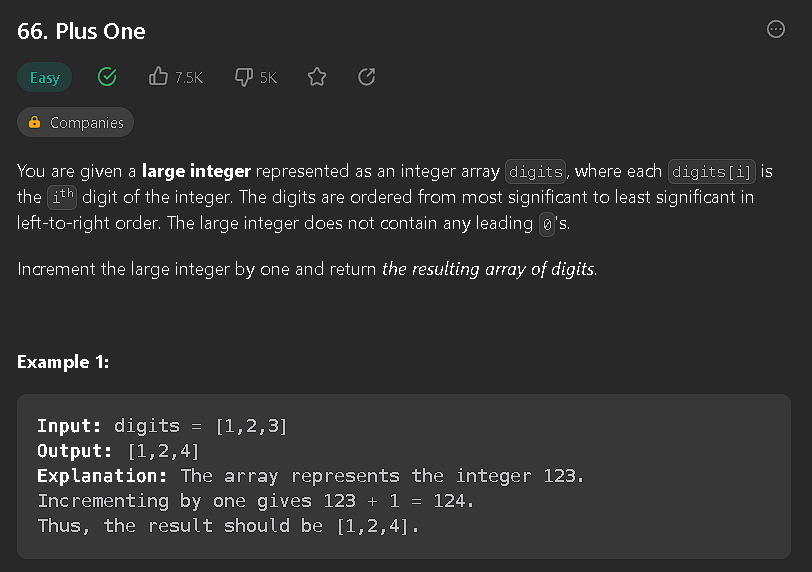 66. Plus One
Easy 7.5K 5K
Companies
You are given a large integer represented as an integer array digits, where each digits[i] is
the ith digit of the integer. The digits are ordered from most significant to least significant in
left-to-right order. The large integer does not contain any leading 0's.
Increment the large integer by one and return the resulting array of digits.
Example 1:
Input: digits = [1,2,3]
Output: [1,2,4]
Explanation: The array represents the integer 123.
Incrementing by one gives 123 + 1 = 124.
Thus, the result should be [1,2,4].